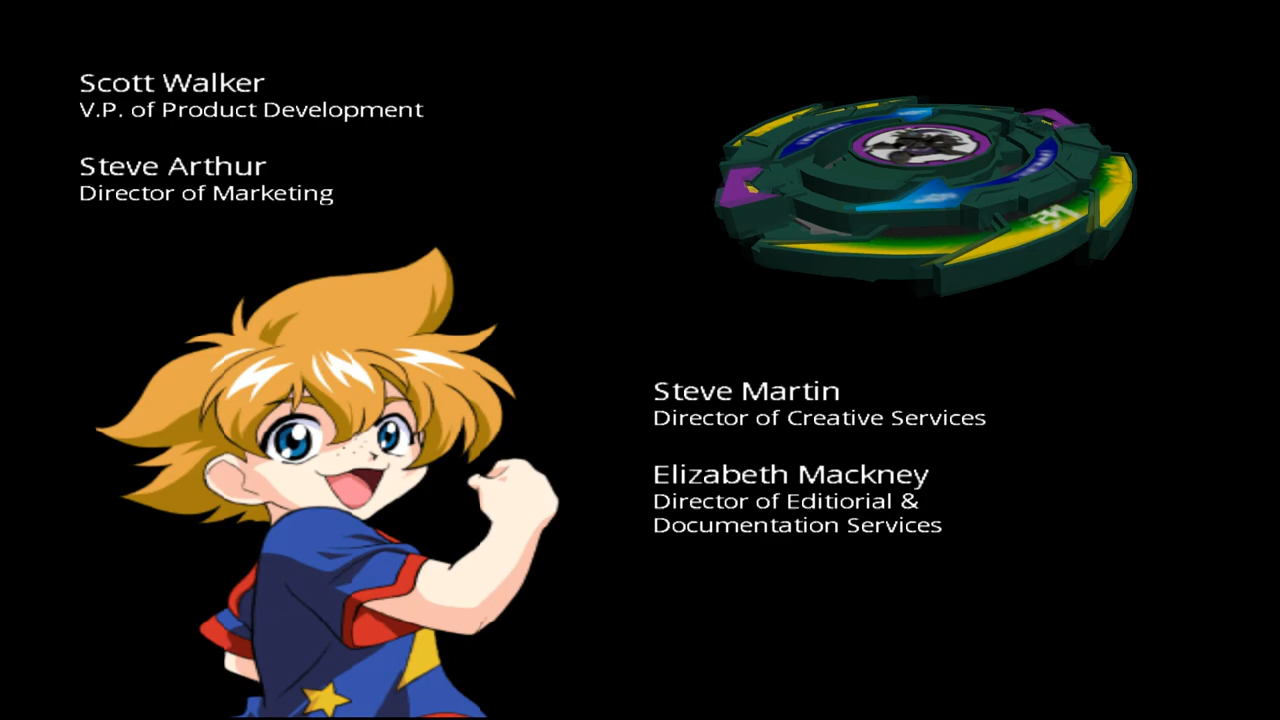 Scott Walker
V.P. of Product Development
Steve Arthur
Director of Marketing
Steve Martin
Director of Creative Services
Elizabeth Mackney
Director of Editiorial &
Documentation Services